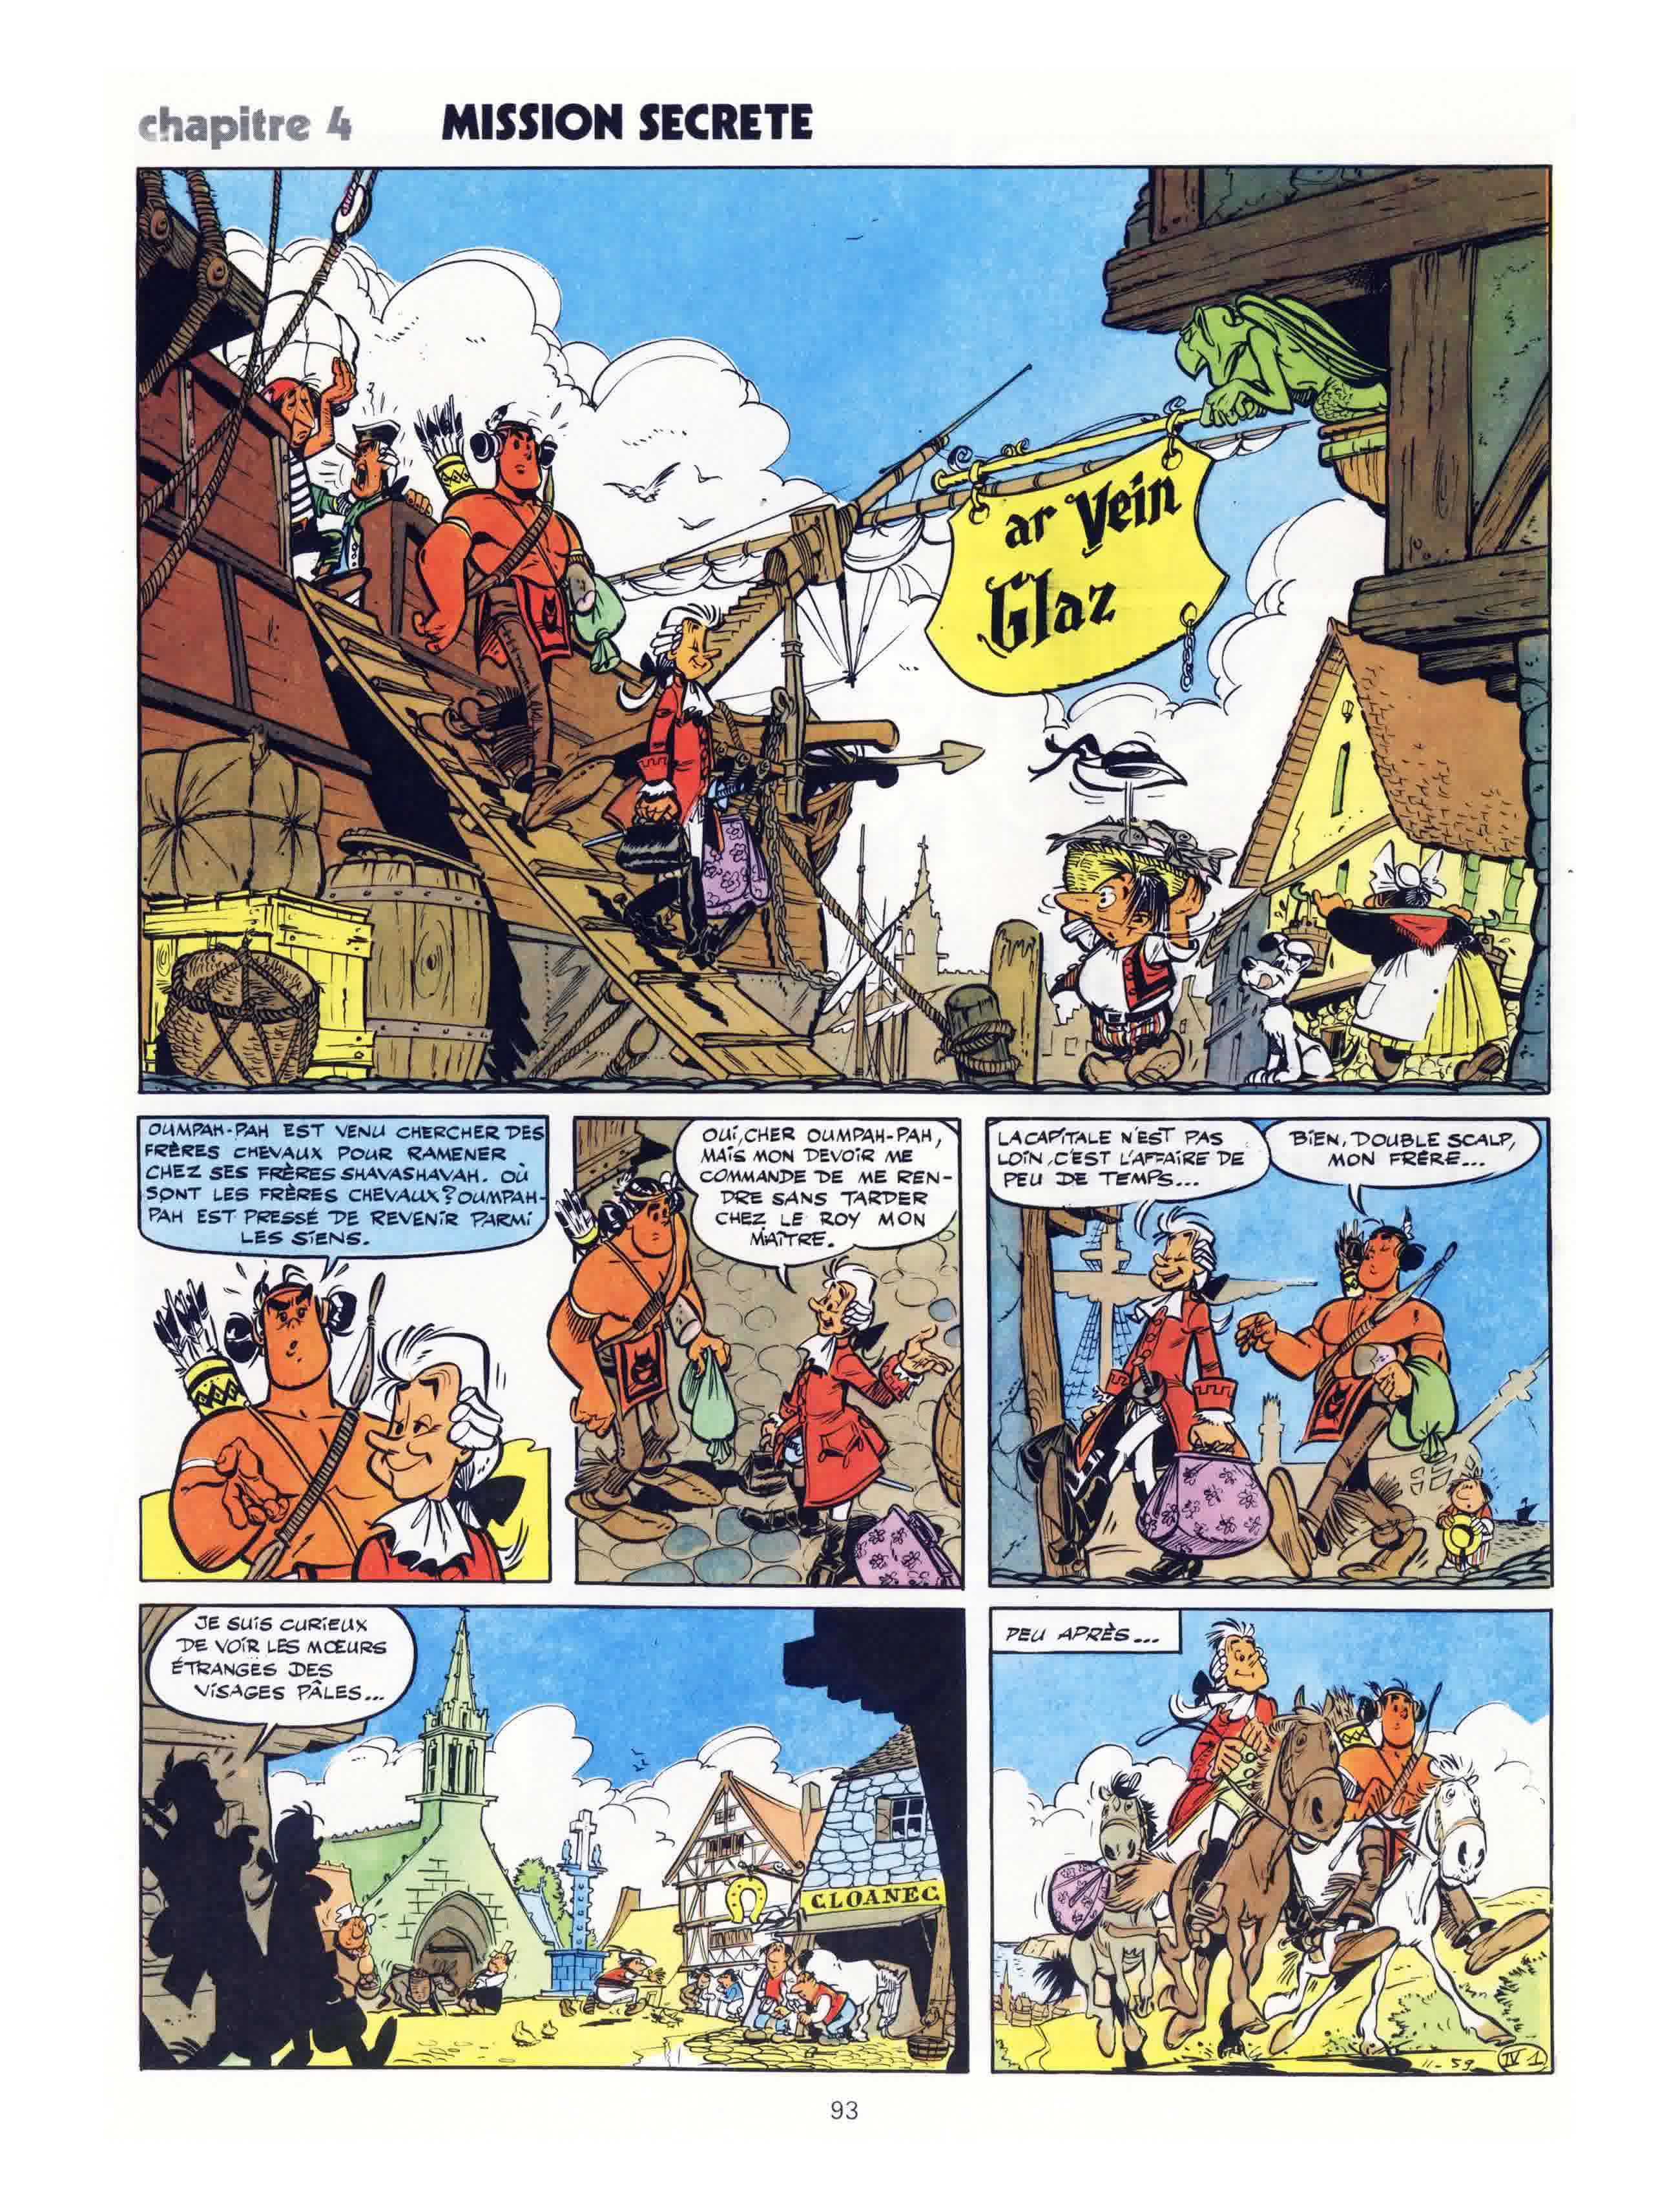 chapitre 4 MISSION SECRETE
ar Vein
Glaz
OUMPAH-PAH EST VENU CHERCHER DES
FRÈRES CHEVAUX POUR RAMENER
CHEZ SES FRÈRES SHAVASHAVAH. OÙ
SONT LES FRÈRES CHEVAUX? OUMPAH-
PAH EST PRESSÉ DE REVENIR PARMI
LES SIENS.
OUI, CHER OUMPAH-PAH,
MAIS MON DEVOIR ME
COMMANDE DE ME REN-
DRE SANS TARDER
CHEZ LE ROY MON
MAÎTRE.
LA CAPITALE N'EST PAS
LOIN, C'EST L'AFFAIRE DE
PEU DE TEMPS...
BIEN, DOUBLE SCALP,
MON FRÈRE...
JE SUIS CURIEUX
DE VOIR LES MŒURS
ÉTRANGES DES
VISAGES PÂLES...
GLOANEC
PEU APRÈS...
11-59 IV 1
93